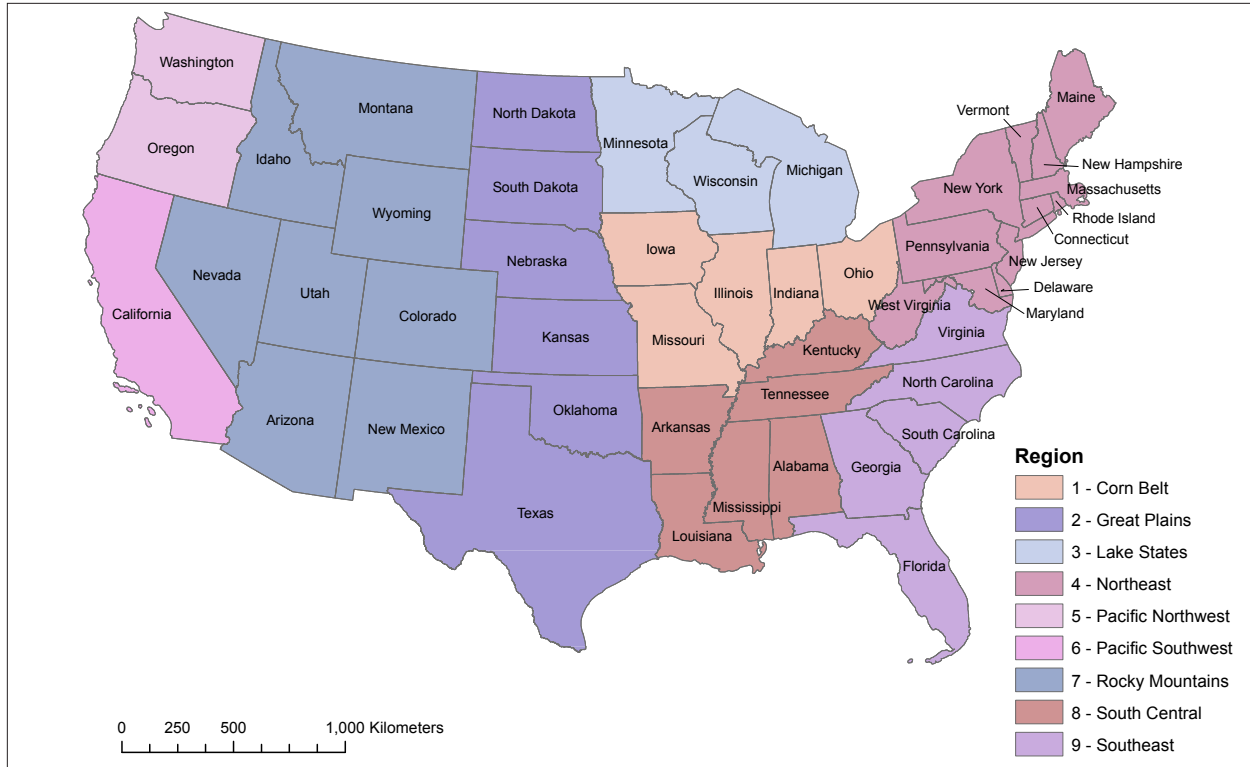 Washington
Montana
North Dakota
Minnesota
Maine
Vermont
Oregon
Idaho
Michigan
New Hampshire
South Dakota
Wisconsin
New York
Massachusetts
Wyoming
Rhode Island
Connecticut
Iowa
Pennsylvania
Nebraska
New Jersey
Nevada
Ohio
Utah
Illinois
Indiana
Delaware
California
Colorado
West Virginia
Maryland
Kansas
Virginia
Missouri
Kentucky
North Carolina
Tennessee
Oklahoma
Arizona
New Mexico
Arkansas
South Carolina
Georgia
Alabama
Texas
Mississippi
Louisiana
Florida
Region
1 - Corn Belt
2 - Great Plains
3 - Lake States
4 - Northeast
5 - Pacific Northwest
6 - Pacific Southwest
7 - Rocky Mountains
8 - South Central
9 - Southeast
0 250 500 1,000 Kilometers